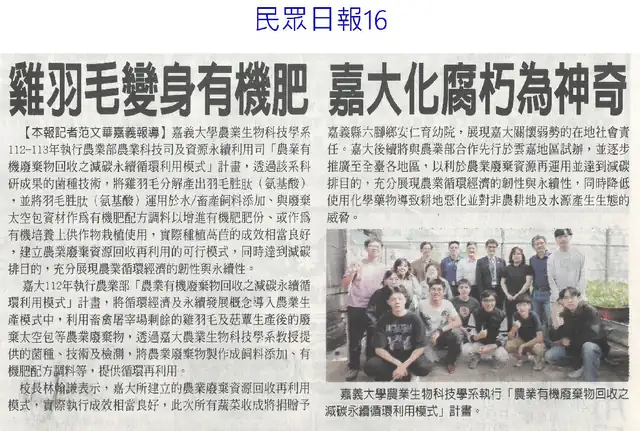 民眾日報16
雞羽毛變身有機肥 嘉大化腐朽為神奇
【本報記者范文華嘉義報導】嘉義大學農業生物科技學系
112-113年執行農業部農業科技司及資源永續利用司「農業有
機廢棄物回收之減碳永續循環利用模式」計畫,透過該系科
研成果的菌種技術,將雞羽毛分解產出羽毛胜肽(氨基酸)
,並將羽毛胜肽(氨基酸)運用於水/畜產飼料添加、與廢棄
太空包資材作為有機肥配方調料以增進有機肥肥份、或作為
有機培養土供作物栽植使用,實際種植萵苣的成效相當良好
,建立農業廢棄資源回收再利用的可行模式,同時達到減碳
排目的,充分展現農業循環經濟的韌性與永續性。
嘉大112年執行農業部「農業有機廢棄物回收之減碳永續循
環利用模式」計畫,將循環經濟及永續發展概念導入農業生
產模式中,利用畜禽屠宰場剩餘的雞羽毛及菇蕈生產後的廢
棄太空包等農業廢棄物,透過嘉大農業生物科技學系教授提
供的菌種、技術及檢測,將農業廢棄物製作成飼料添加、有
機肥配方調料等,提供循環再利用。
校長林翰謙表示,嘉大所建立的農業廢棄資源回收再利用
模式,實際執行成效相當良好,此次所有蔬菜收成將捐贈予
嘉義縣六腳鄉安仁育幼院,展現嘉大關懷弱勢的在地社會責
任。嘉大後續將與農業部合作先行於雲嘉地區試辦,並逐步
推廣至全臺各地區,以利於農業廢棄資源再運用並達到減碳
排目的,充分展現農業循環經濟的韌性與永續性,同時降低
使用化學藥物導致耕地惡化並對非農耕地及水源產生生態的
威脅。
嘉義大學農業生物科技學系執行「農業有機廢棄物回收之
減碳永續循環利用模式」計畫。